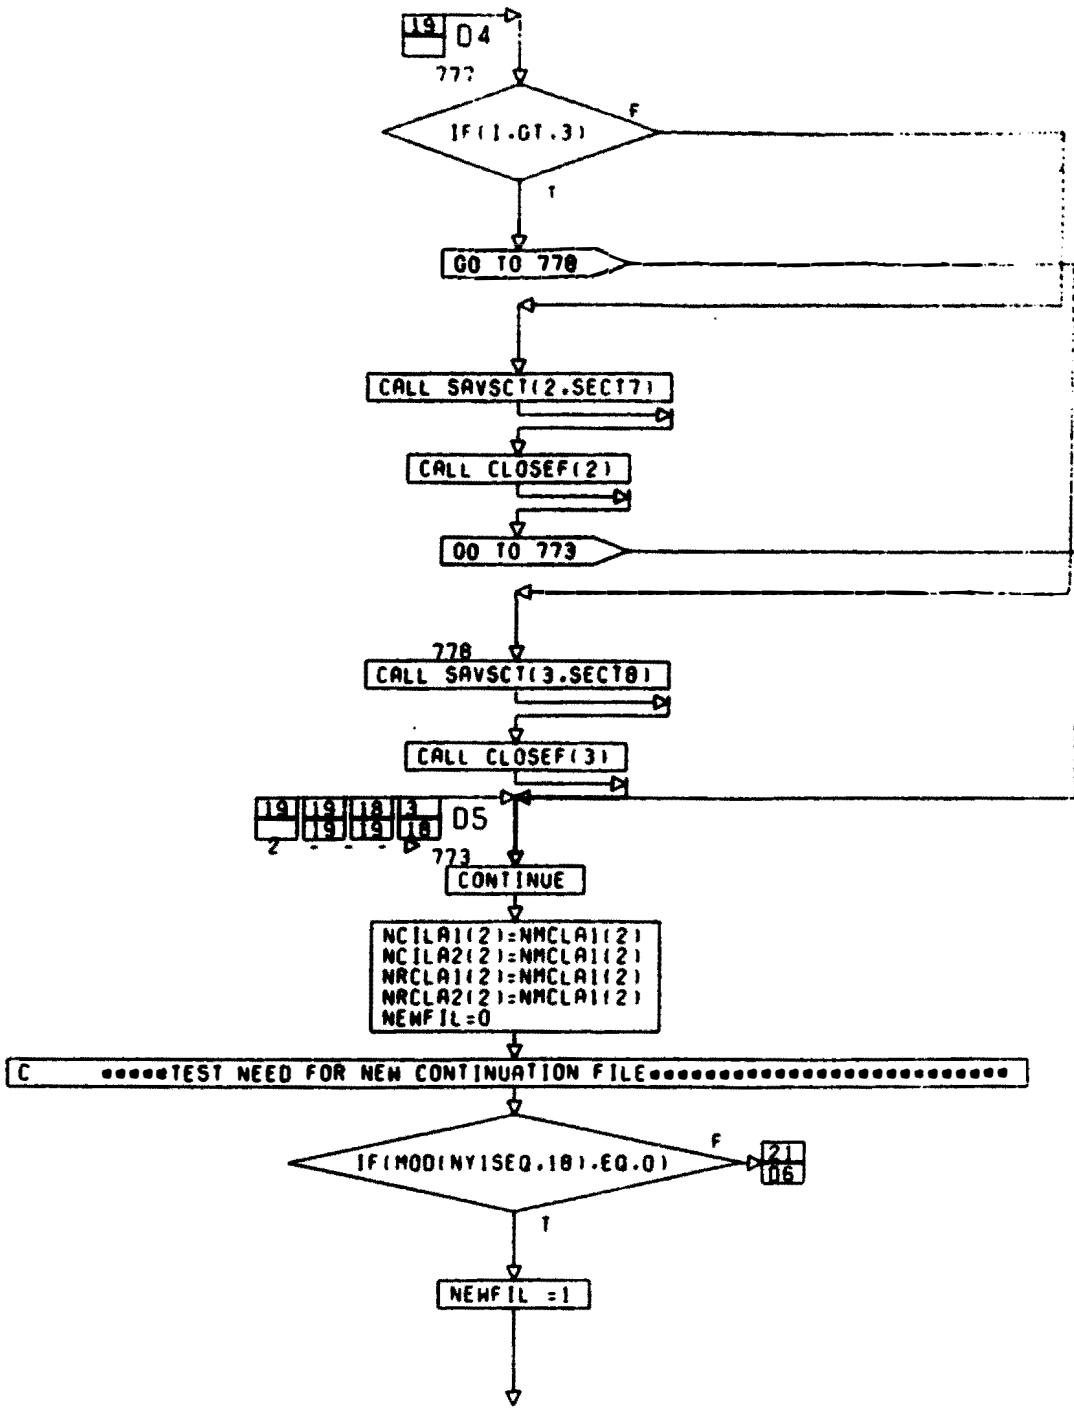 19 D4
777
F
IF(I.GT.3)
T
GO TO 778
CALL SAVSCT(2.SECT7)
CALL CLOSEF(2)
GO TO 773
778
CALL SAVSCT(3.SECT8)
CALL CLOSEF(3)
19 19 18 3 D5
19 19 18
2 - - -
773
CONTINUE
NCILA1(2)=NMCLA1(2)
NCILA2(2)=NMCLA1(2)
NRCLA1(2)=NMCLA1(2)
NRCLA2(2)=NMCLA1(2)
NEWFIL=0
C *****TEST NEED FOR NEW CONTINUATION FILE**************************
F
IF(MOD(NY1SEQ.18).EQ.0)
21
D6
T
NEWFIL =1